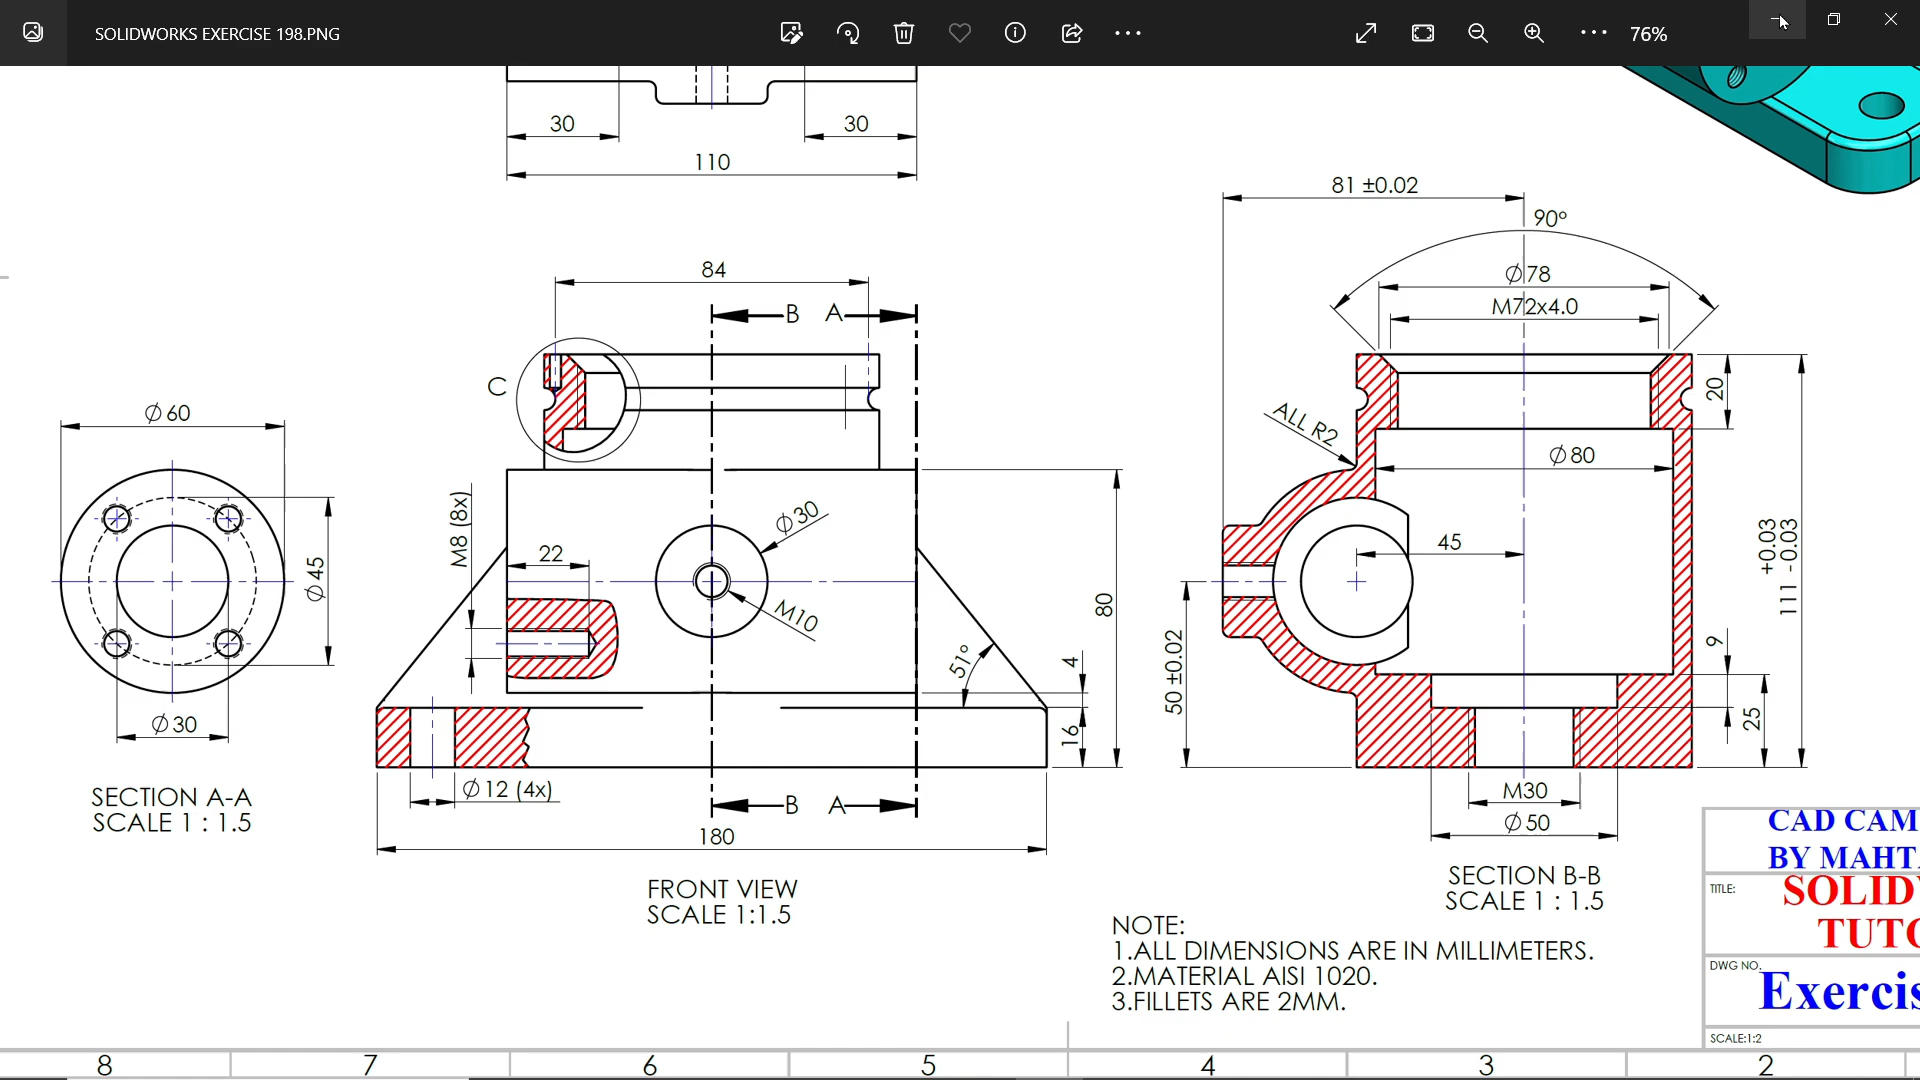 SOLIDWORKS EXERCISE 198.PNG
76%
30
30
110
81 ±0.02
90°
84
B A
∅78
M72x4.0
C
20
ALL R2
∅60
∅80
M8 (8x)
∅30
22
45
+0.03
111 -0.03
∅45
M10
80
51°
4
50 ±0.02
9
∅30
16
25
∅12 (4x)
M30
B A
∅50
180
SECTION A-A
SCALE 1 : 1.5
FRONT VIEW
SCALE 1:1.5
SECTION B-B
SCALE 1 : 1.5
NOTE:
1.ALL DIMENSIONS ARE IN MILLIMETERS.
2.MATERIAL AISI 1020.
3.FILLETS ARE 2MM.
CAD CAM
BY MAHT
TITLE:
SOLID
TUTO
DWG NO.
Exercis
SCALE:1:2
8 7 6 5 4 3 2